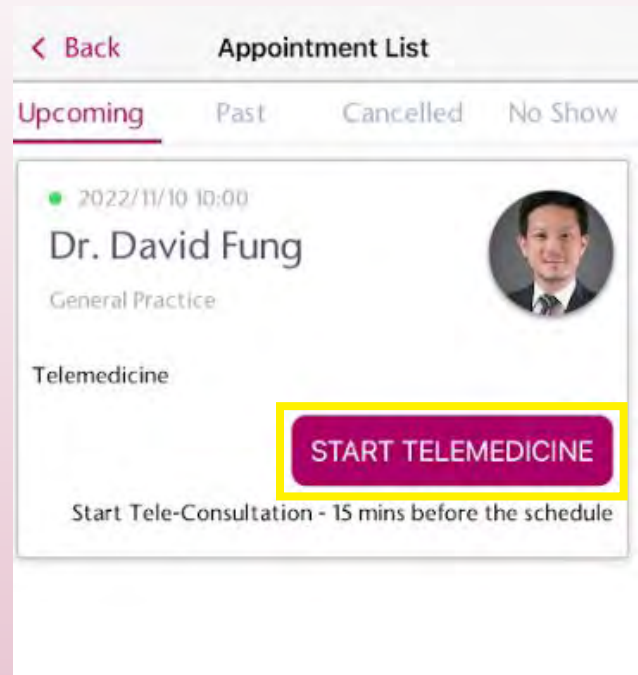 < Back Appointment List
Upcoming Past Cancelled No Show
2022/11/10 10:00
Dr. David Fung
General Practice
Telemedicine
START TELEMEDICINE
Start Tele-Consultation - 15 mins before the schedule